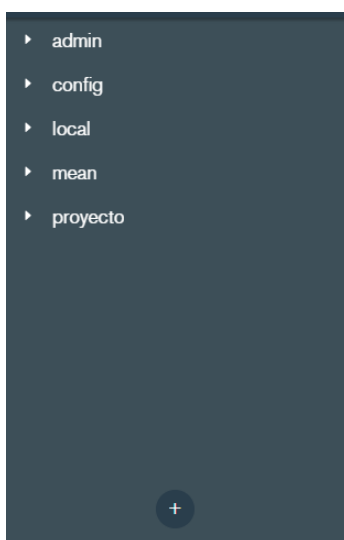 admin
config
local
mean
proyecto
+